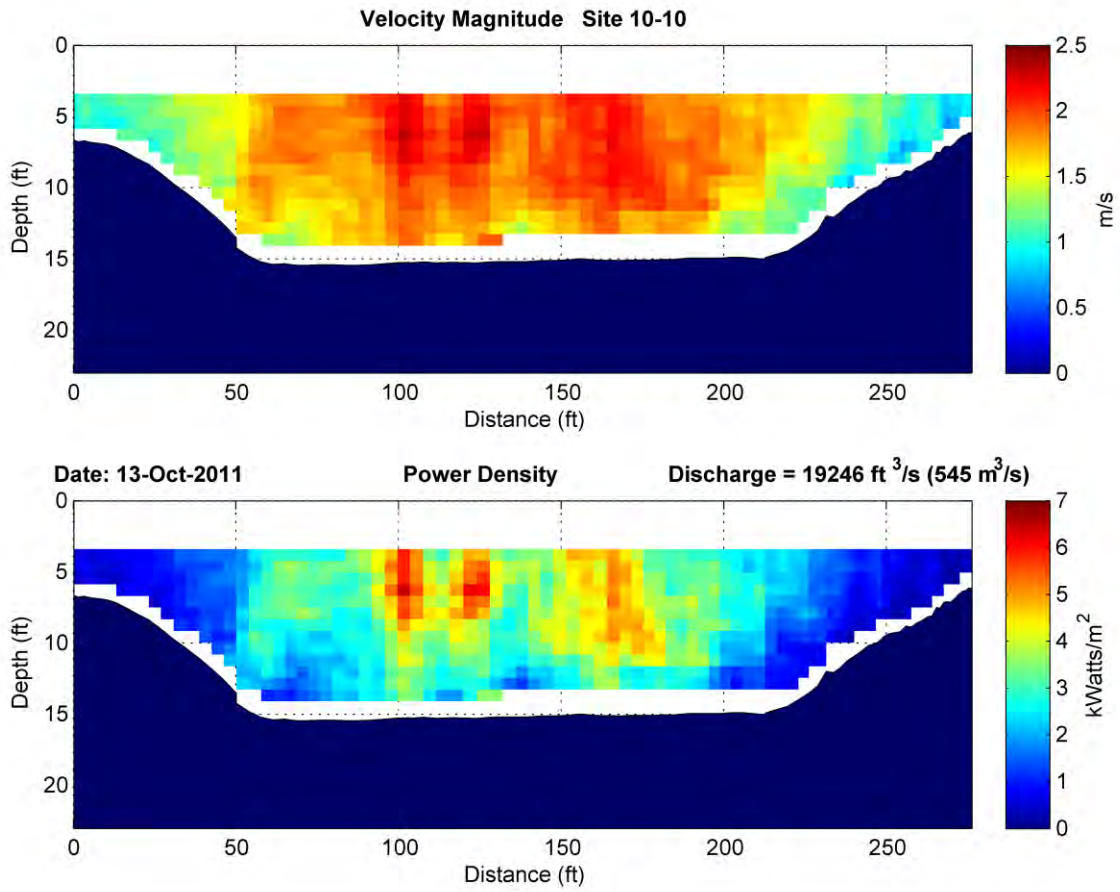 Velocity Magnitude   Site 10-10
0
5
10
15
20
Depth (ft)
0 50 100 150 200 250
Distance (ft)
2.5
2
1.5
1
0.5
0
m/s
Date: 13-Oct-2011 Power Density Discharge = 19246 ft ³/s (545 m³/s)
0
5
10
15
20
Depth (ft)
0 50 100 150 200 250
Distance (ft)
7
6
5
4
3
2
1
0
kWatts/m²